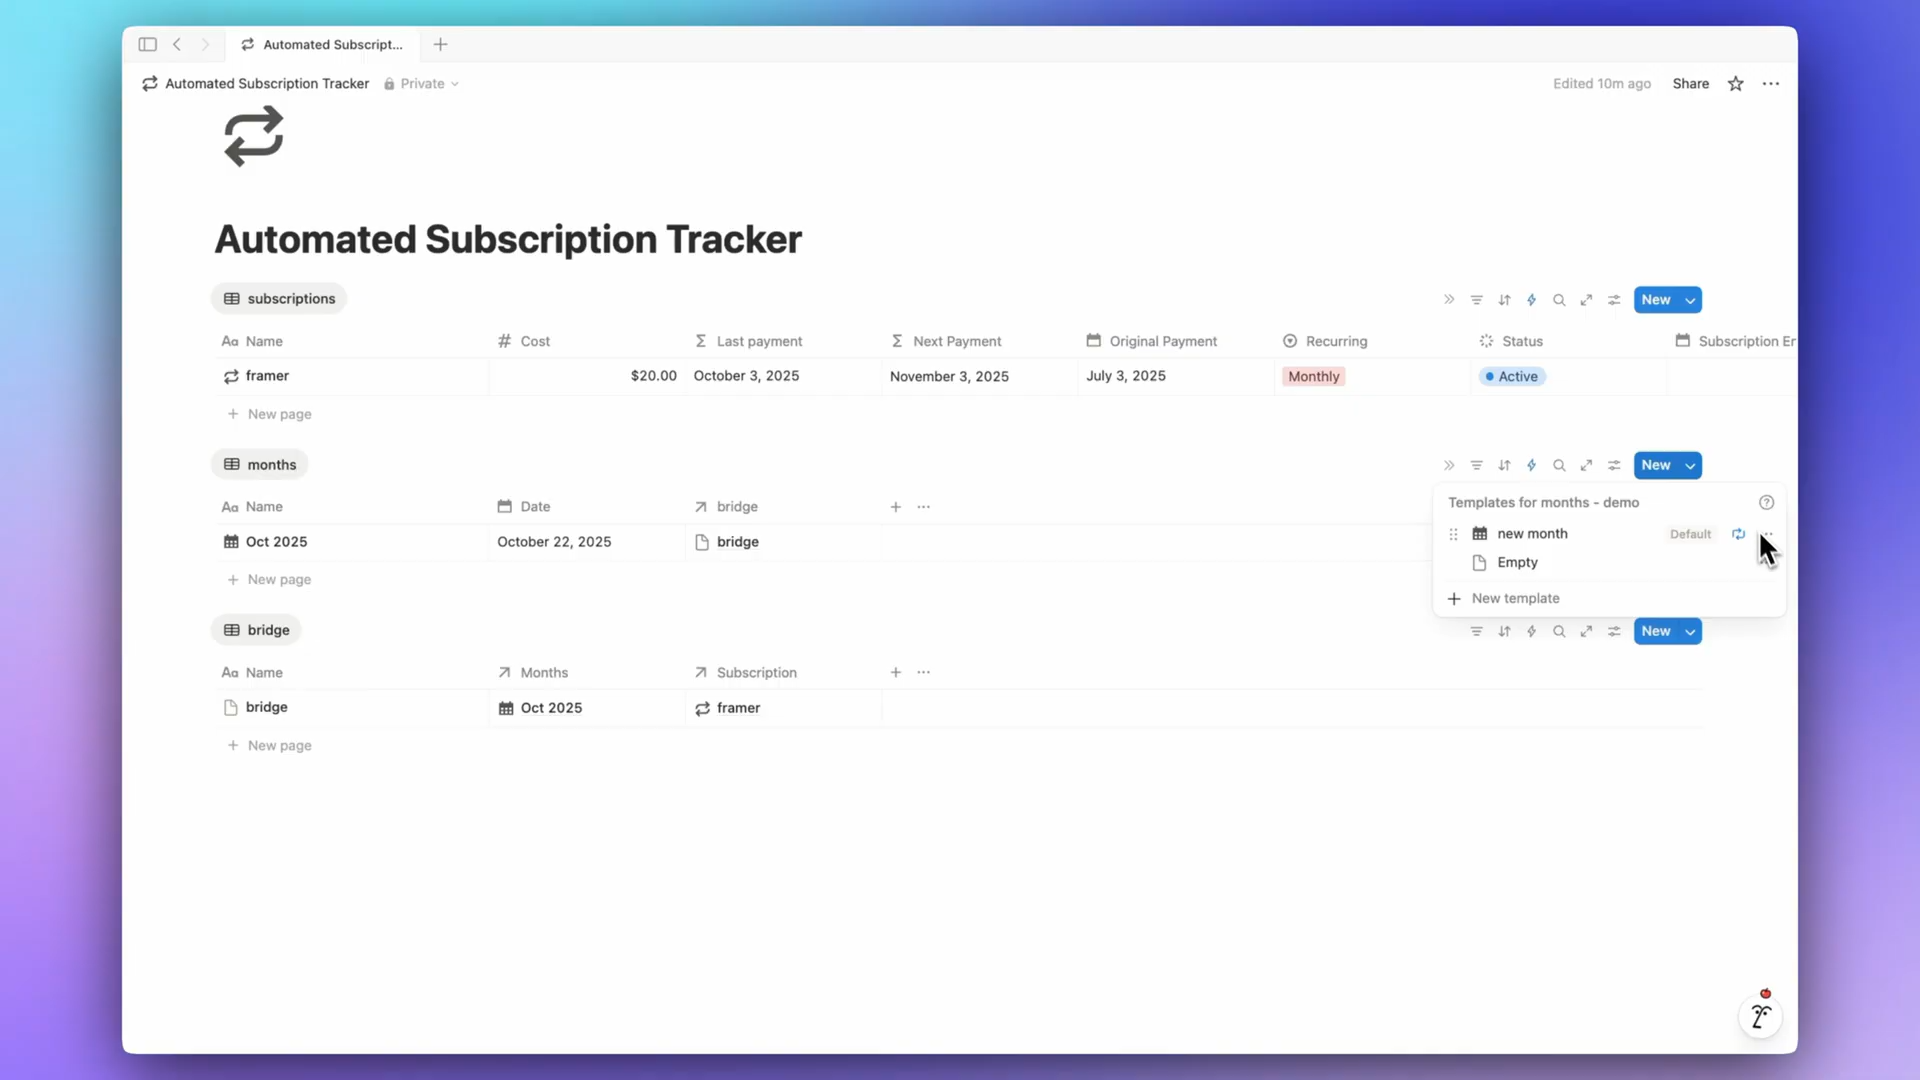 Automated Subscript...
Automated Subscription Tracker Private
Edited 10m ago Share
Automated Subscription Tracker
subscriptions
New
Aa Name # Cost Σ Last payment Σ Next Payment Original Payment Recurring Status Subscription Er
framer $20.00 October 3, 2025 November 3, 2025 July 3, 2025 Monthly Active
+ New page
months
New
Aa Name Date bridge + ...
Templates for months - demo
Oct 2025 October 22, 2025 bridge
new month Default
Empty
+ New page
+ New template
bridge
New
Aa Name Months Subscription + ...
bridge Oct 2025 framer
+ New page